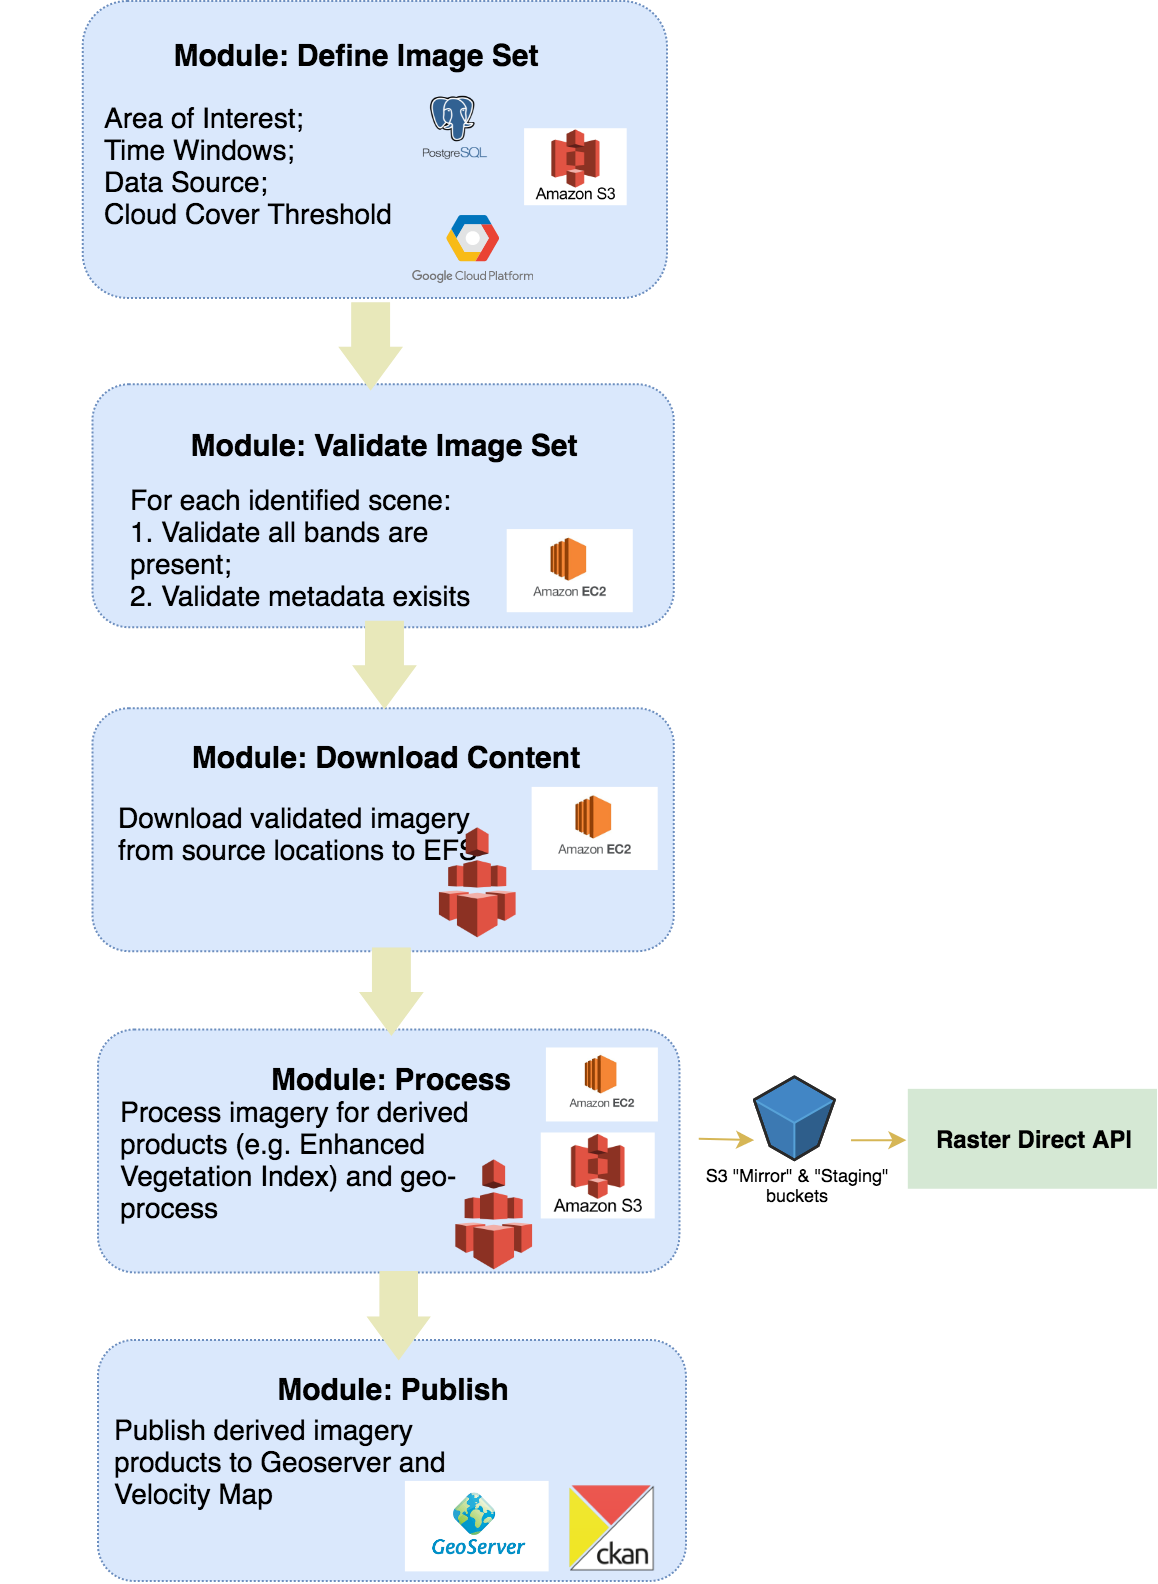 Module: Define Image Set
Area of Interest;
Time Windows;
Data Source;
Cloud Cover Threshold
PostgreSQL
Amazon S3
Google Cloud Platform
Module: Validate Image Set
For each identified scene:
1. Validate all bands are
present;
2. Validate metadata exisits
Amazon EC2
Module: Download Content
Download validated imagery
from source locations to EFS
Amazon EC2
Module: Process
Process imagery for derived
products (e.g. Enhanced
Vegetation Index) and geo-
process
Amazon EC2
Amazon S3
S3 "Mirror" & "Staging"
buckets
Raster Direct API
Module: Publish
Publish derived imagery
products to Geoserver and
Velocity Map
GeoServer
ckan